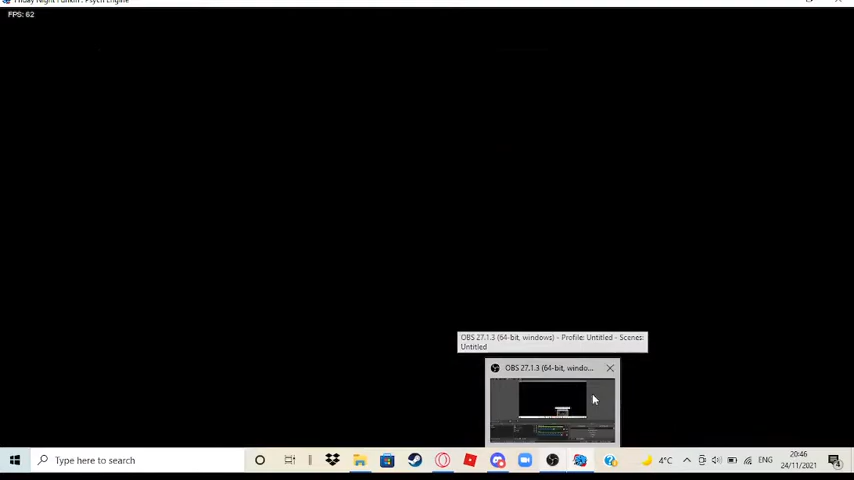 Friday Night Funkin': Psych Engine
FPS: 62
OBS 27.1.3 (64-bit, windows) - Profile: Untitled - Scenes:
Untitled
OBS 27.1.3 (64-bit, windo...
Type here to search
4°C
ENG
20:46
24/11/2021
4